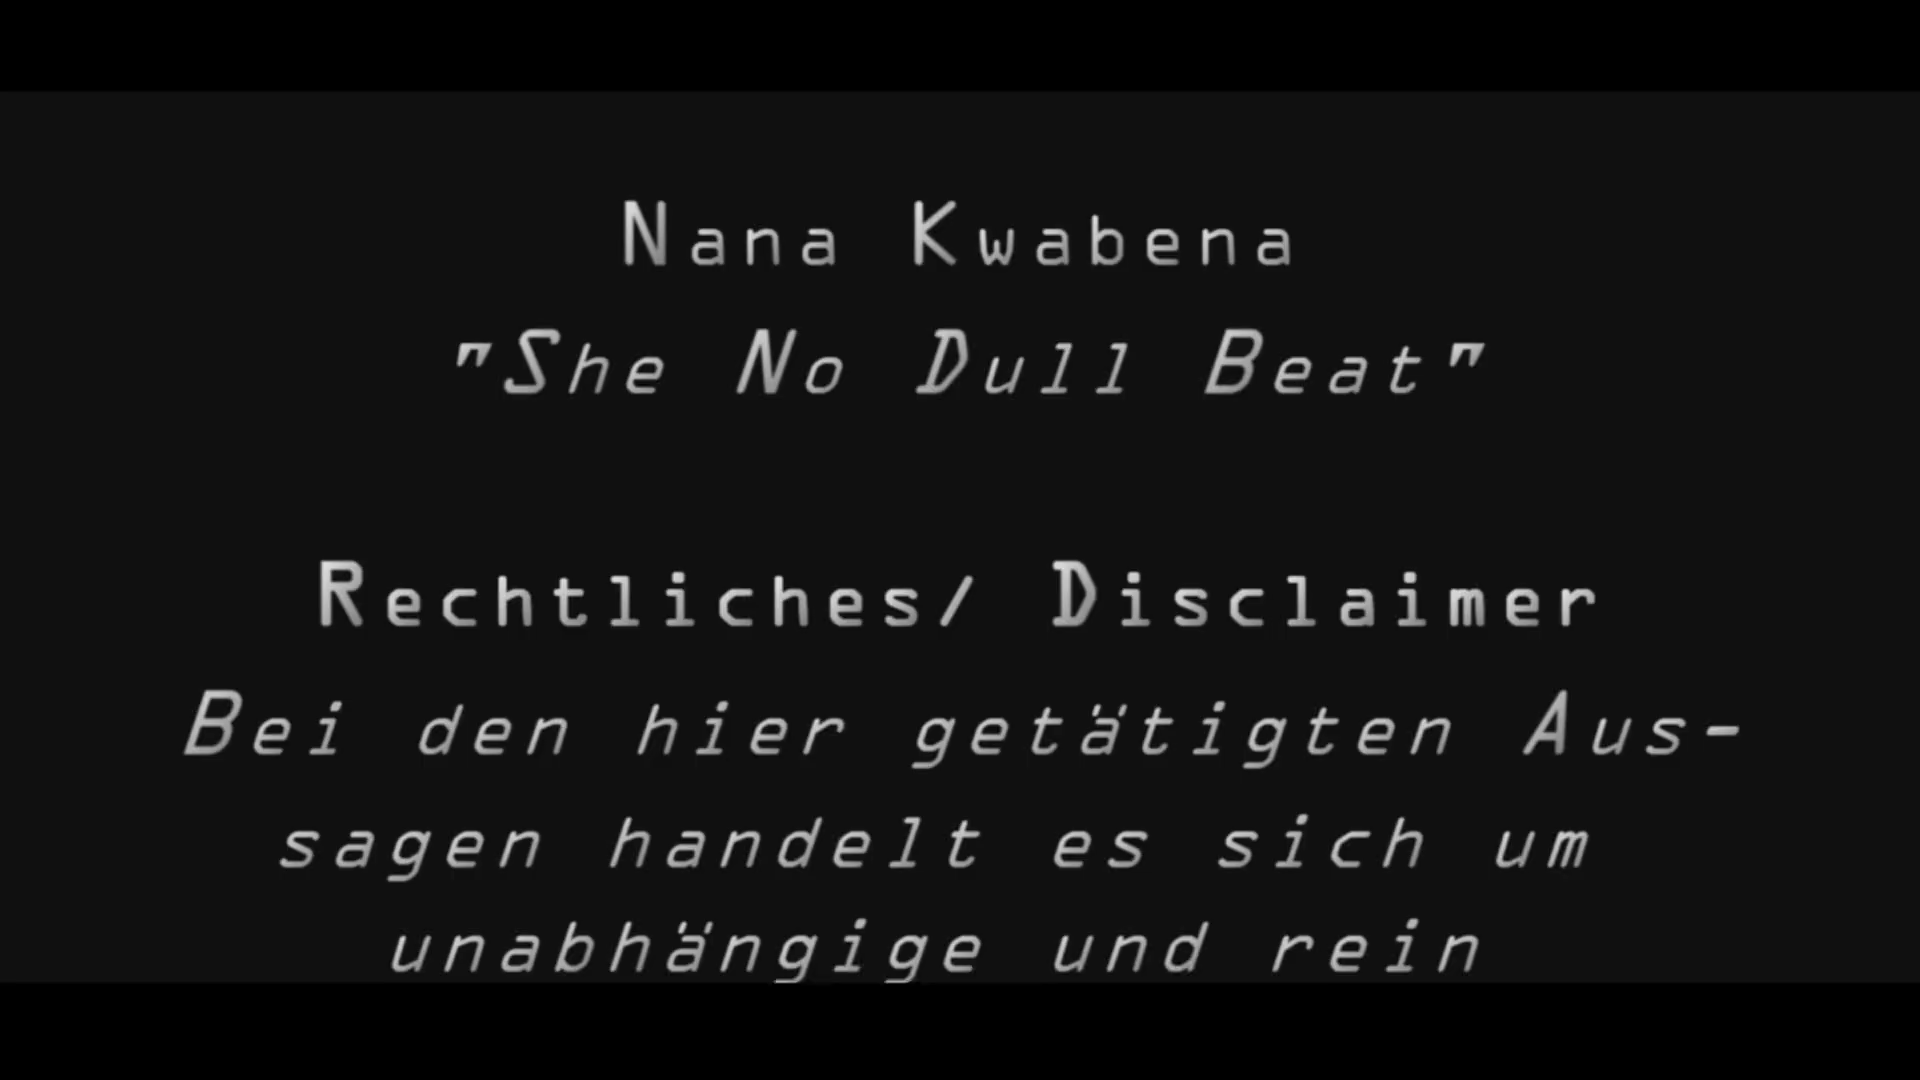 Nana Kwabena
"She No Dull Beat"
Rechtliches/ Disclaimer
Bei den hier getätigten Aus-
sagen handelt es sich um
unabhängige und rein